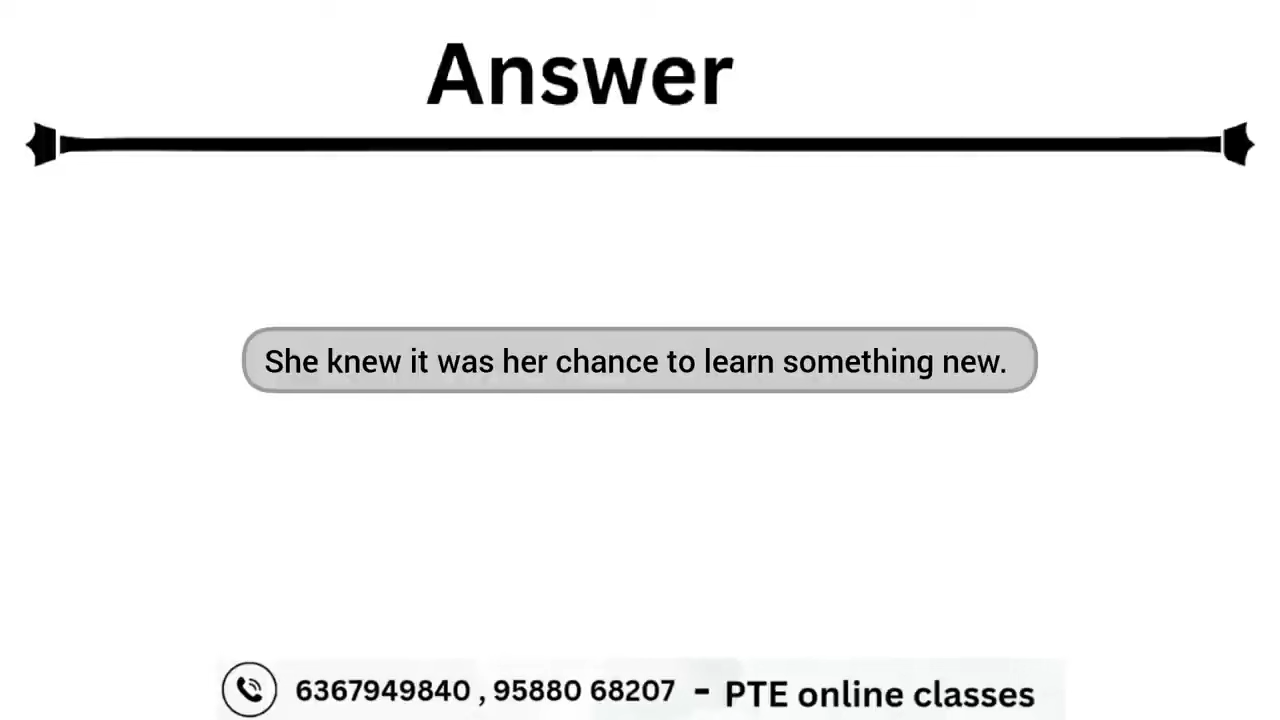 Answer
She knew it was her chance to learn something new.
6367949840 , 95880 68207 - PTE online classes